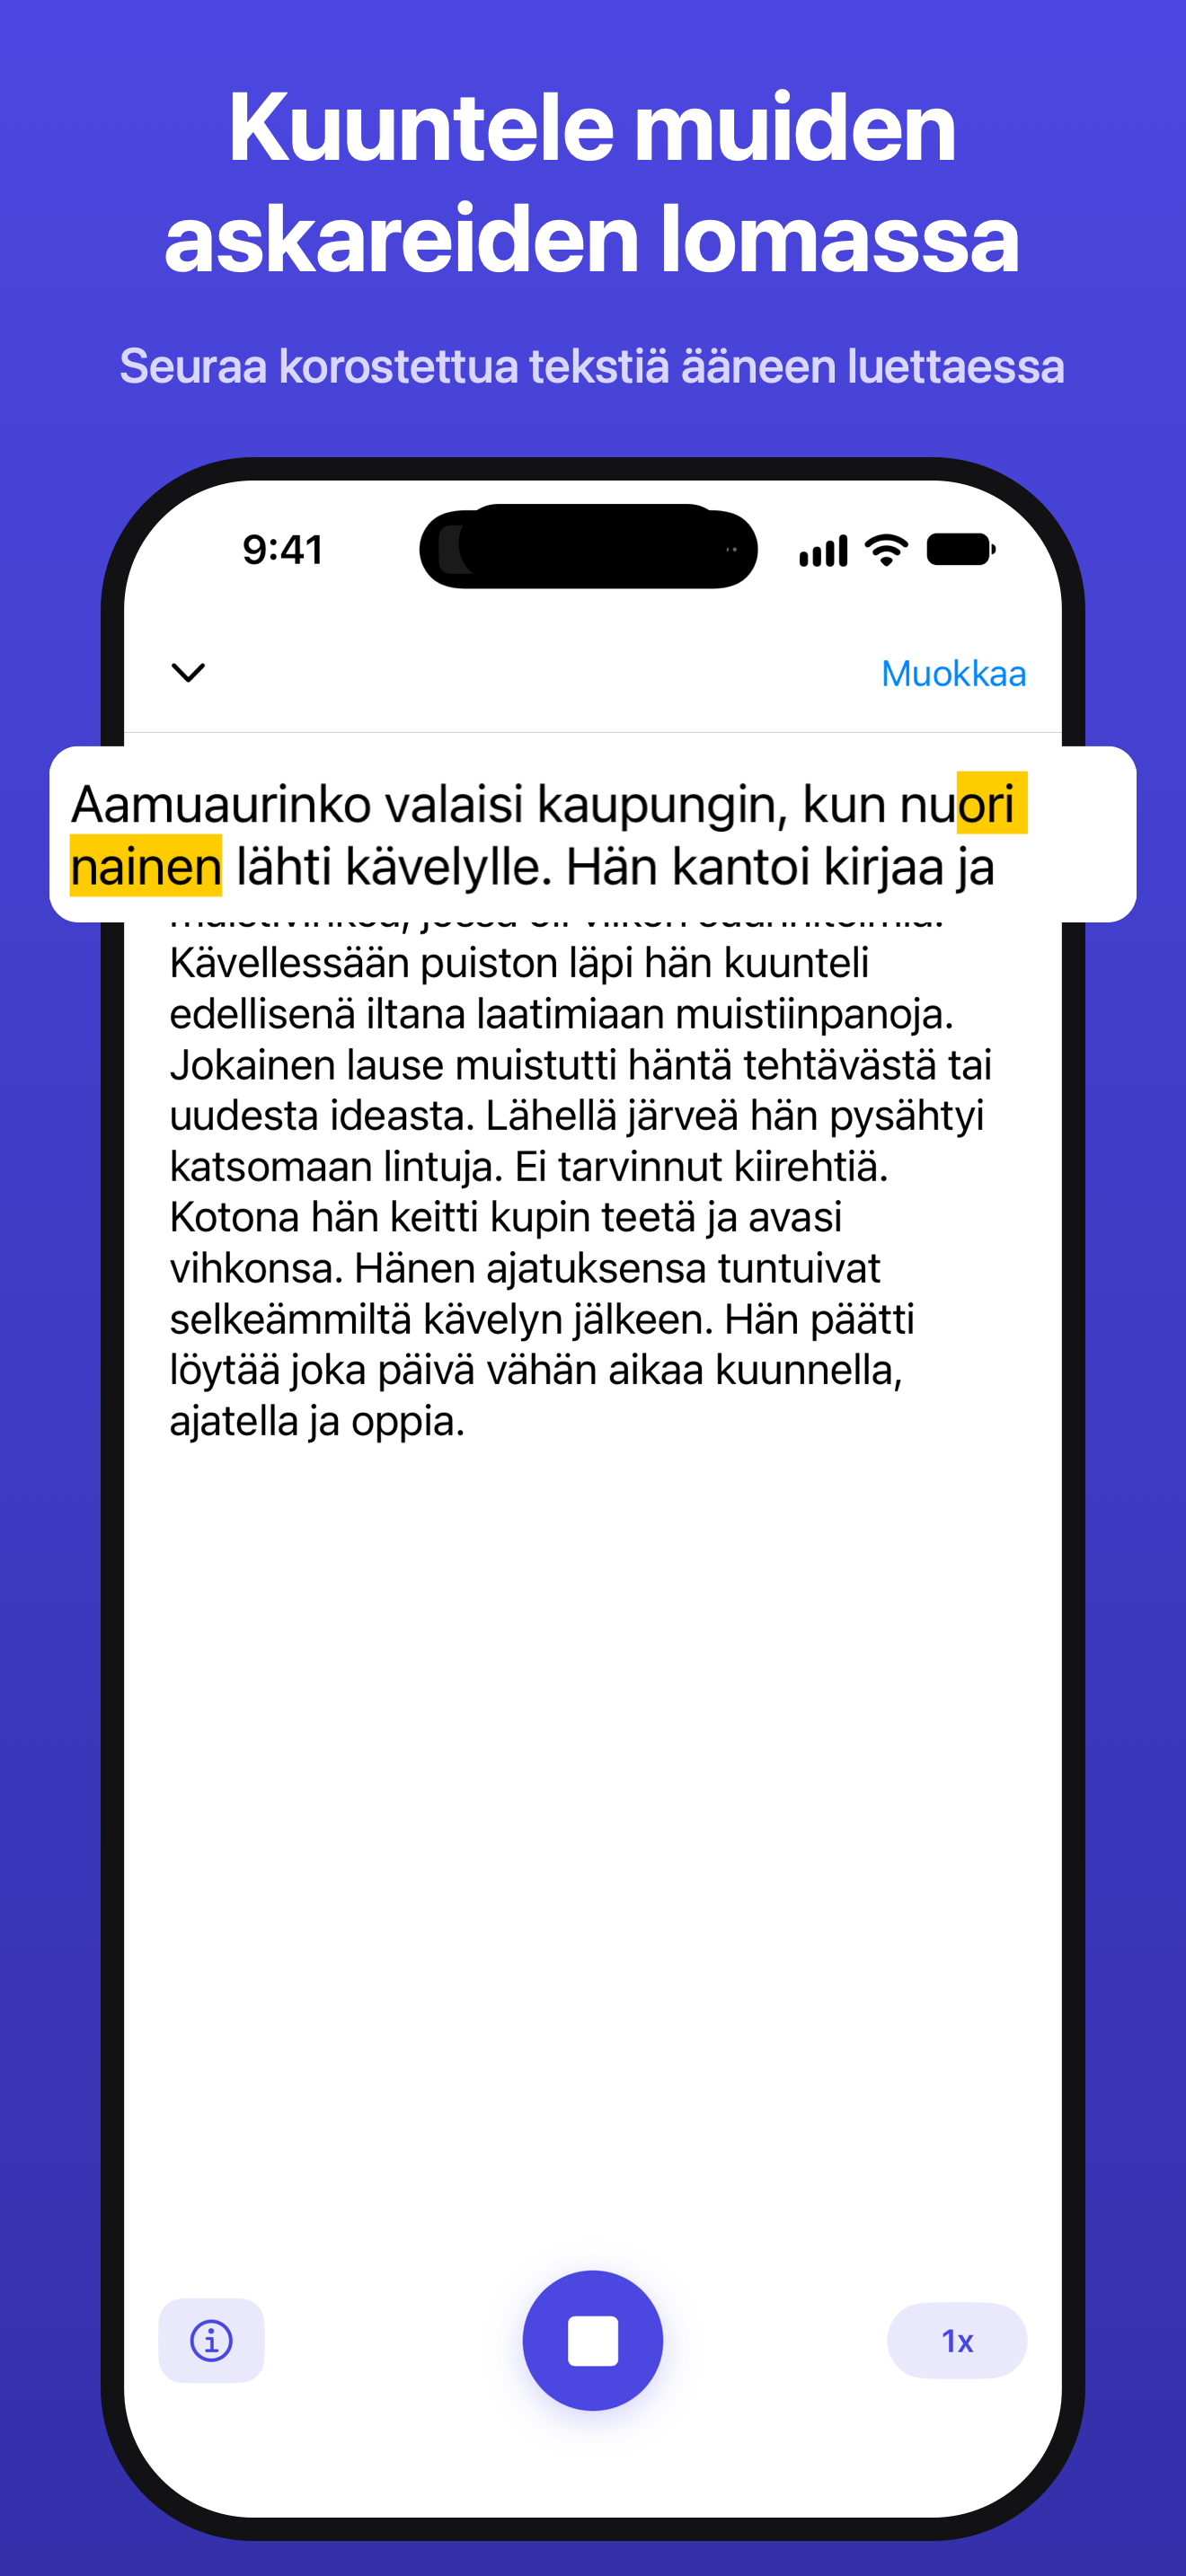 Kuuntele muiden
askareiden lomassa
Seuraa korostettua tekstiä ääneen luettaessa
9:41
Muokkaa
Aamuaurinko valaisi kaupungin, kun nuori
nainen lähti kävelylle. Hän kantoi kirjaa ja
Kävellessään puiston läpi hän kuunteli
edellisenä iltana laatimiaan muistiinpanoja.
Jokainen lause muistutti häntä tehtävästä tai
uudesta ideasta. Lähellä järveä hän pysähtyi
katsomaan lintuja. Ei tarvinnut kiirehtiä.
Kotona hän keitti kupin teetä ja avasi
vihkonsa. Hänen ajatuksensa tuntuivat
selkeämmiltä kävelyn jälkeen. Hän päätti
löytää joka päivä vähän aikaa kuunnella,
ajatella ja oppia.
1x